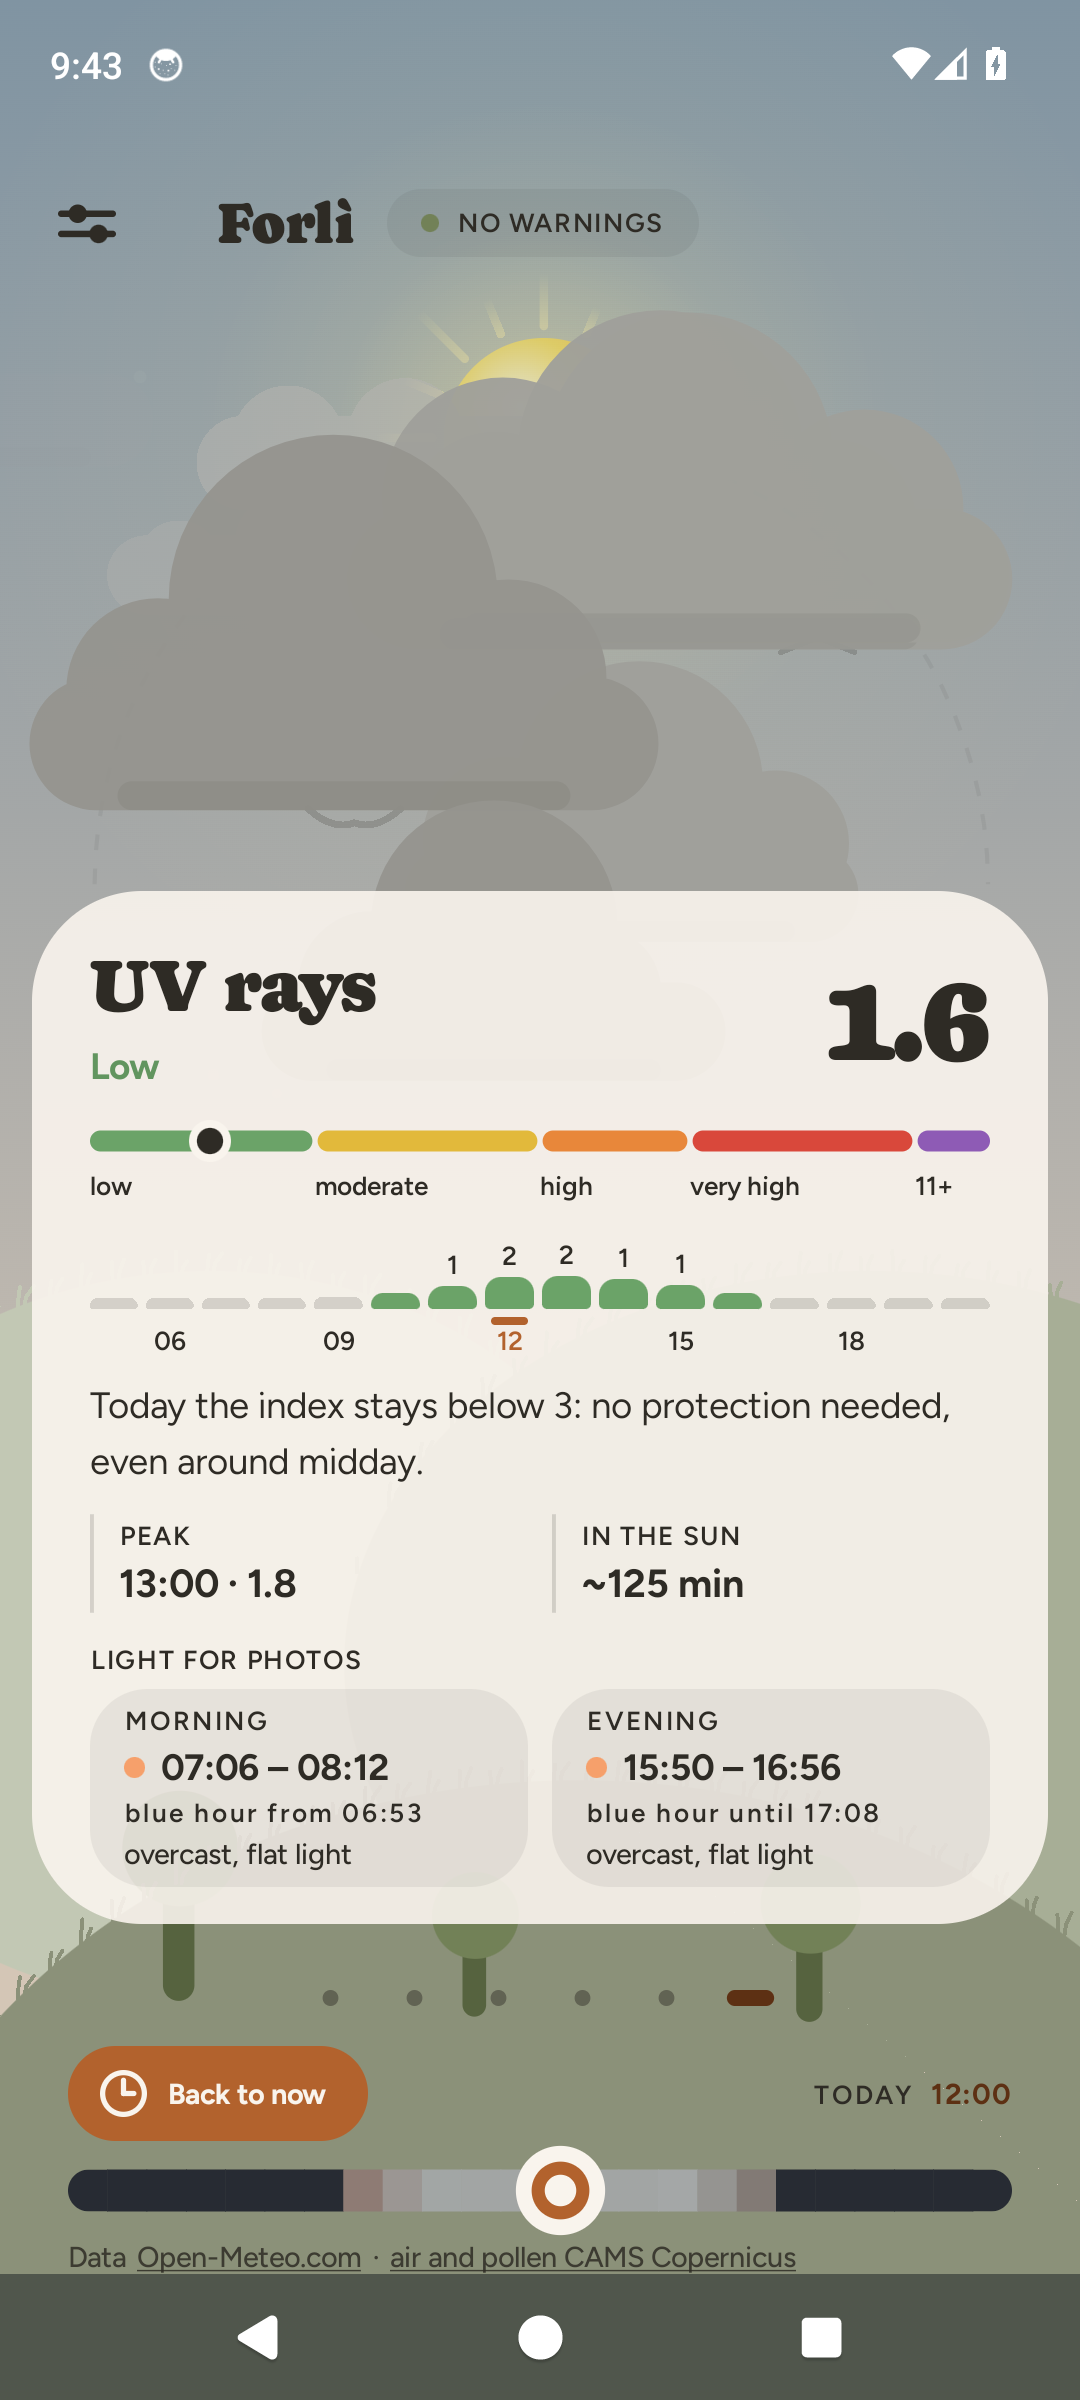 9:43
Forlì
NO WARNINGS
UV rays
1.6
Low
low moderate high very high 11+
1 2 2 1 1
06 09 12 15 18
Today the index stays below 3: no protection needed,
even around midday.
PEAK
13:00 · 1.8
IN THE SUN
~125 min
LIGHT FOR PHOTOS
MORNING
07:06 – 08:12
blue hour from 06:53
overcast, flat light
EVENING
15:50 – 16:56
blue hour until 17:08
overcast, flat light
Back to now
TODAY 12:00
Data Open-Meteo.com · air and pollen CAMS Copernicus